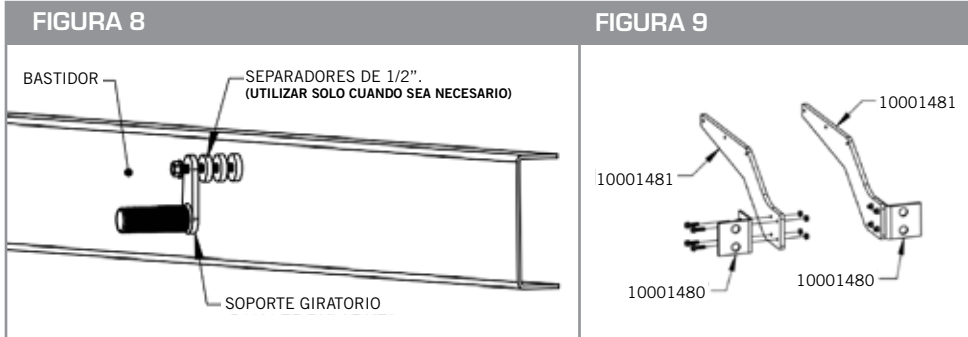 FIGURA 8
BASTIDOR
SEPARADORES DE 1/2”.
(UTILIZAR SOLO CUANDO SEA NECESARIO)
SOPORTE GIRATORIO
FIGURA 9
10001481
10001481
10001480
10001480